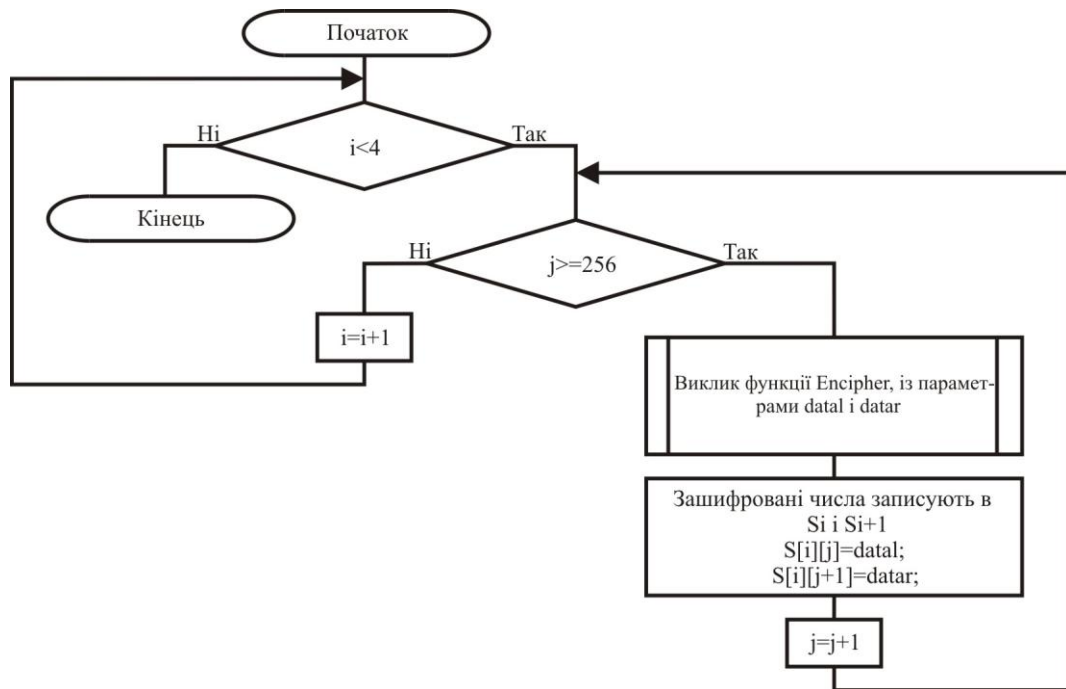 Початок
Ні
Так
i<4
Кінець
Ні
Так
j>=256
i=i+1
Виклик функції Encipher, із парамет-
рами datal і datar
Зашифровані числа записують в
Si і Si+1
S[i][j]=datal;
S[i][j+1]=datar;
j=j+1